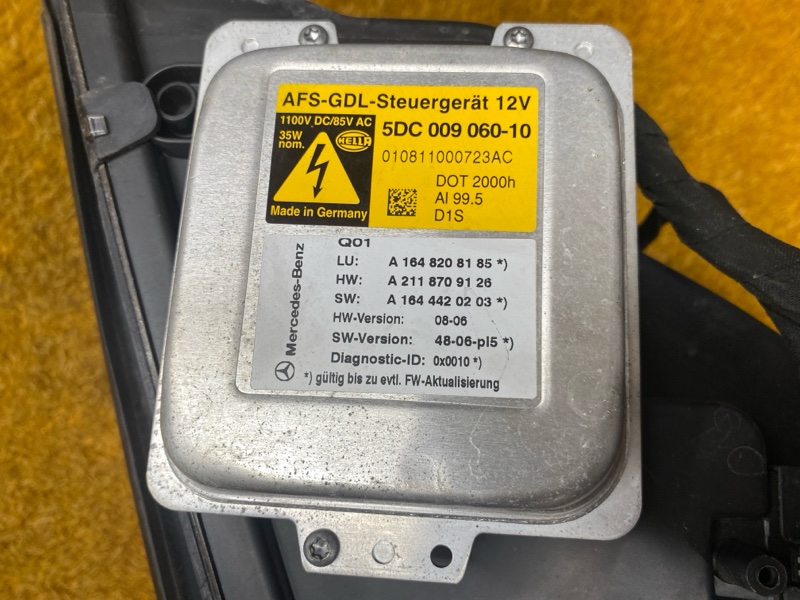 AFS-GDL-Steuergerät 12V
1100V DC/85V AC
35W
nom.
HELLA
Made in Germany
5DC 009 060-10
010811000723AC
DOT 2000h
AI 99.5
D1S
Mercedes-Benz
Q01
LU: A 164 820 81 85 *)
HW: A 211 870 91 26
SW: A 164 442 02 03 *)
HW-Version: 08-06
SW-Version: 48-06-pl5 *)
Diagnostic-ID: 0x0010 *)
*) gültig bis zu evtl. FW-Aktualisierung